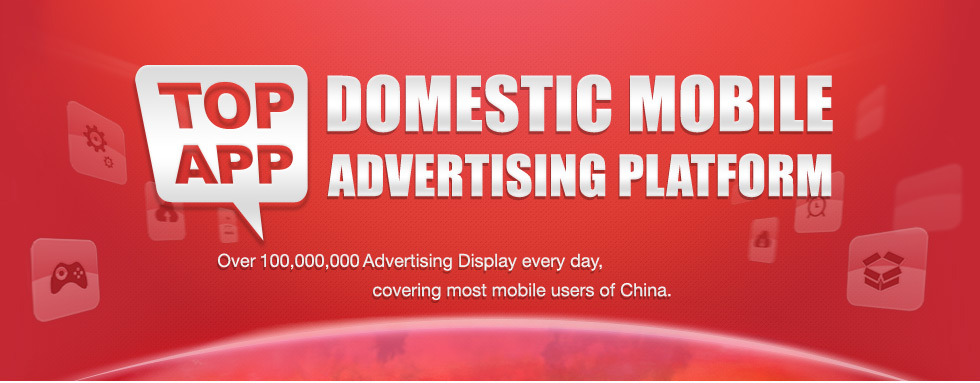 TOP
APP
DOMESTIC MOBILE
ADVERTISING PLATFORM
Over 100,000,000 Advertising Display every day,
covering most mobile users of China.